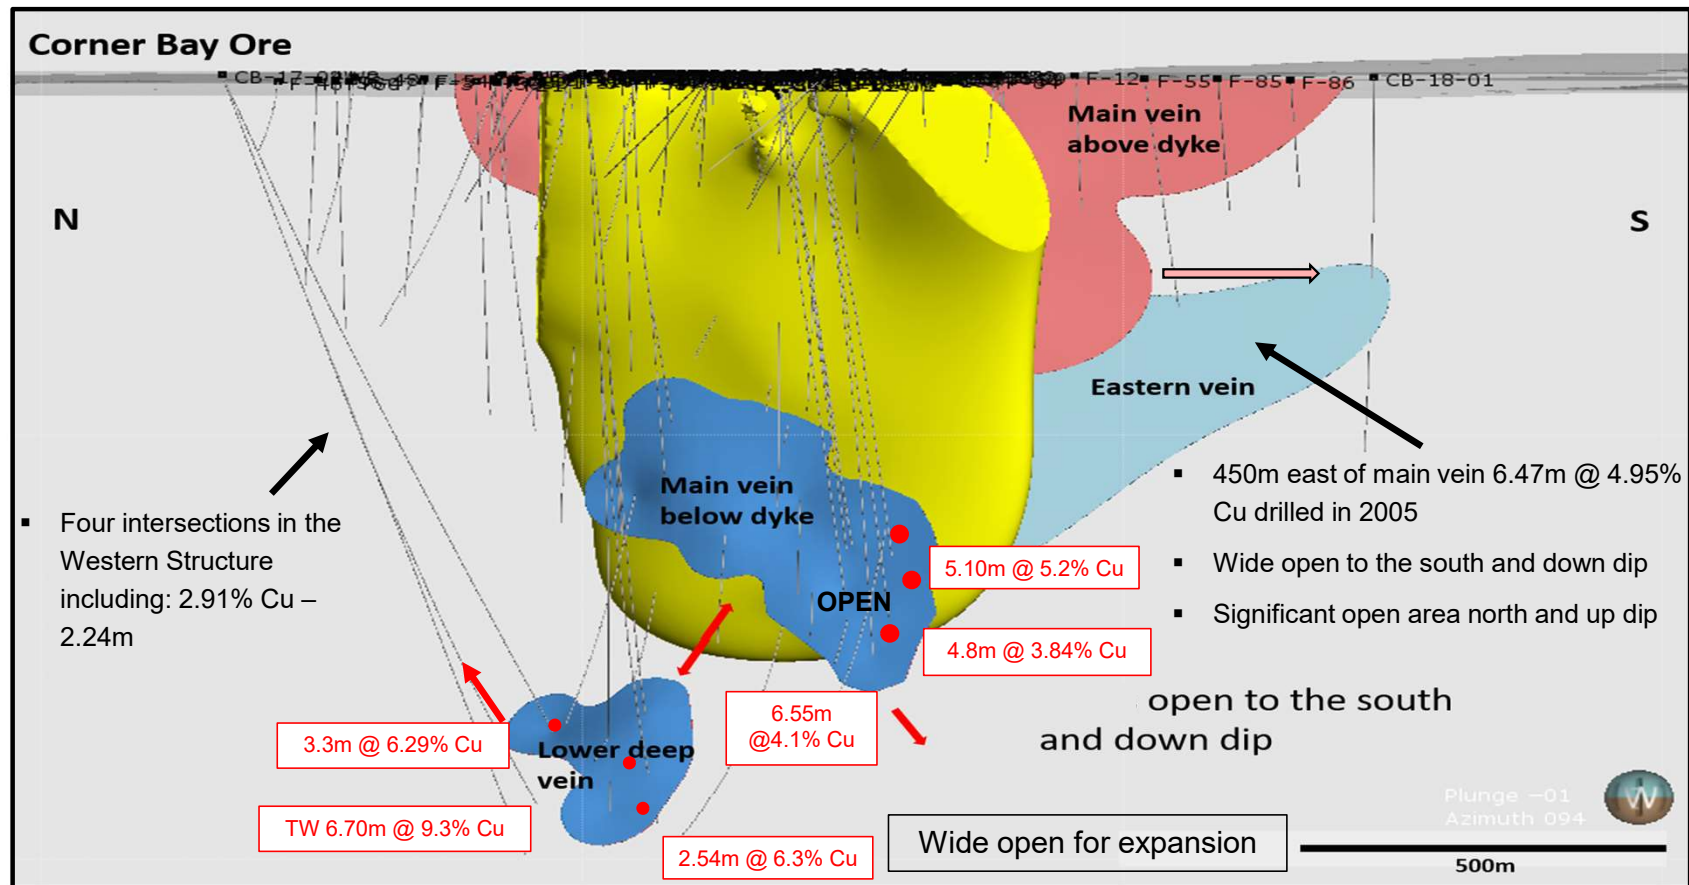 Corner Bay Ore
F-12
F-55
F-85
F-86
CB-18-01
Main vein
above dyke
N
S
Eastern vein
Main vein
below dyke
▪ 450m east of main vein 6.47m @ 4.95%
Cu drilled in 2005
▪ Wide open to the south and down dip
▪ Significant open area north and up dip
▪ Four intersections in the
Western Structure
including: 2.91% Cu –
2.24m
5.10m @ 5.2% Cu
OPEN
4.8m @ 3.84% Cu
open to the south
and down dip
6.55m
@4.1% Cu
3.3m @ 6.29% Cu
Lower deep
vein
TW 6.70m @ 9.3% Cu
2.54m @ 6.3% Cu
Wide open for expansion
Plunge -01
Azimuth 094
W
500m